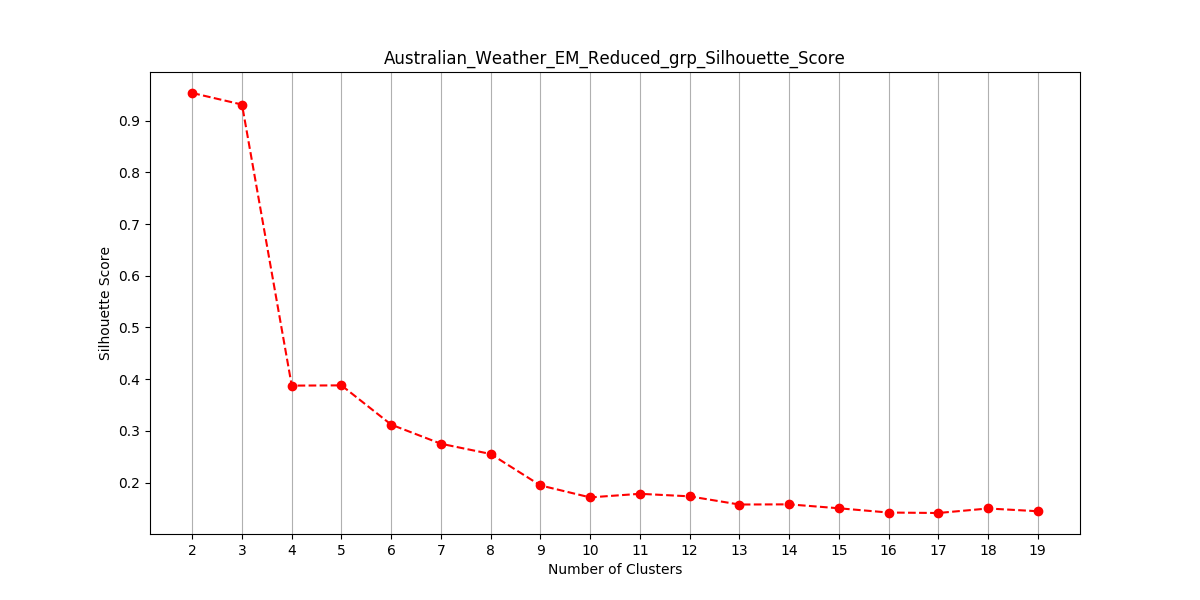 Australian_Weather_EM_Reduced_grp_Silhouette_Score
Silhouette Score
0.9
0.8
0.7
0.6
0.5
0.4
0.3
0.2
2 3 4 5 6 7 8 9 10 11 12 13 14 15 16 17 18 19
Number of Clusters